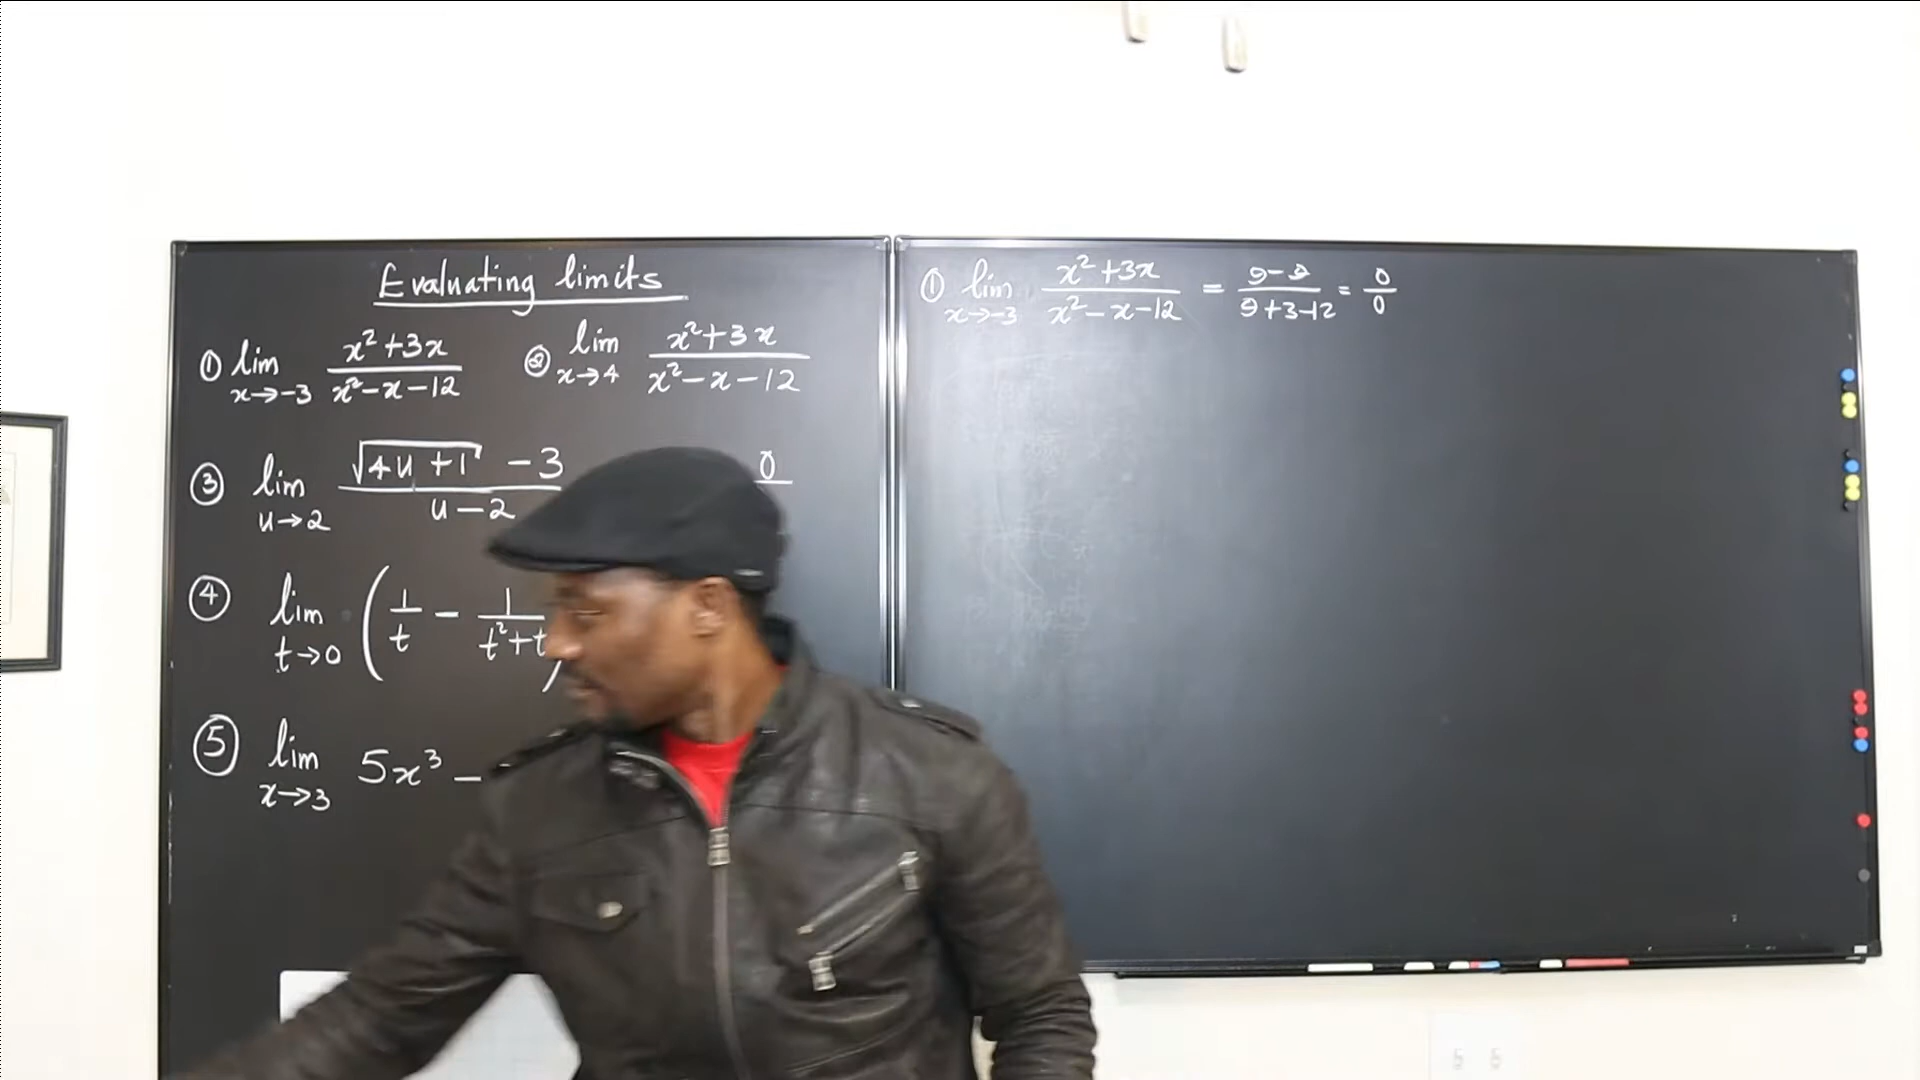 Evaluating limits
① lim x→-3 (x²+3x)/(x²-x-12)
② lim x→4 (x²+3x)/(x²-x-12)
③ lim u→2 (√(4u+1) -3)/(u-2)
0
④ lim t→0 (1/t - 1/(t²+t))
⑤ lim x→3 5x³ -
① lim x→-3 (x²+3x)/(x²-x-12) = (9-9)/(9+3-12) = 0/0